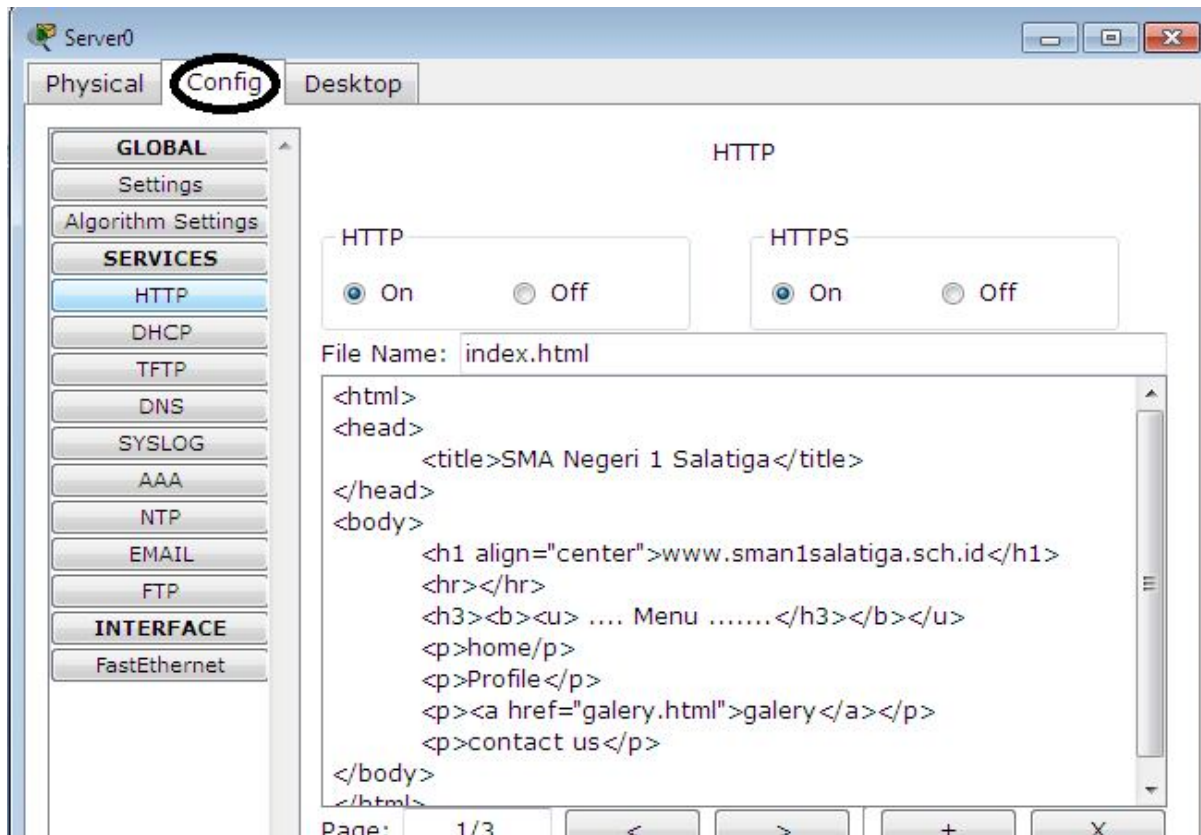 Server0
Physical Config Desktop
GLOBAL
Settings
Algorithm Settings
SERVICES
HTTP
DHCP
TFTP
DNS
SYSLOG
AAA
NTP
EMAIL
FTP
INTERFACE
FastEthernet
HTTP
HTTP
On Off
HTTPS
On Off
File Name: index.html
<html>
<head>
<title>SMA Negeri 1 Salatiga</title>
</head>
<body>
<h1 align="center">www.sman1salatiga.sch.id</h1>
<hr></hr>
<h3><b><u> .... Menu .......</h3></b></u>
<p>home/p>
<p>Profile</p>
<p><a href="galery.html">galery</a></p>
<p>contact us</p>
</body>
</html>
Page: 1/3 < > + X